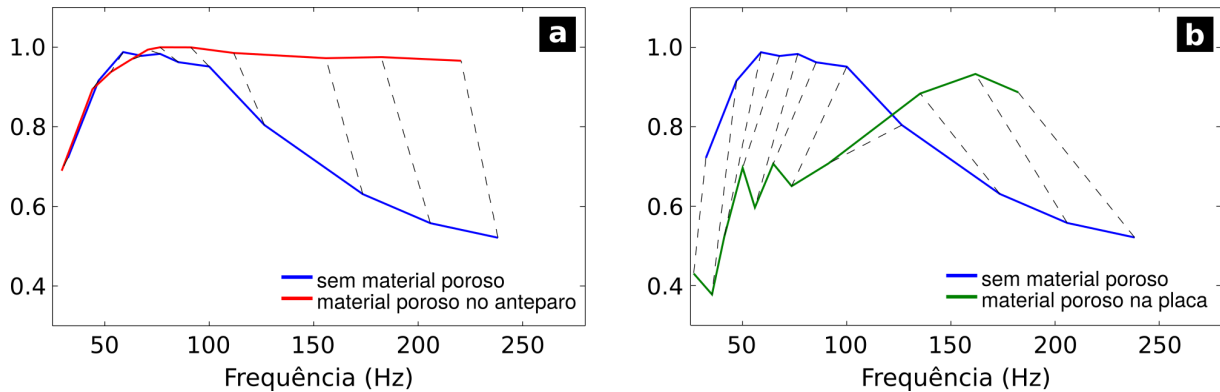 a
1.0
0.8
0.6
0.4
sem material poroso
material poroso no anteparo
50 100 150 200 250
Frequência (Hz)
b
1.0
0.8
0.6
0.4
sem material poroso
material poroso na placa
50 100 150 200 250
Frequência (Hz)